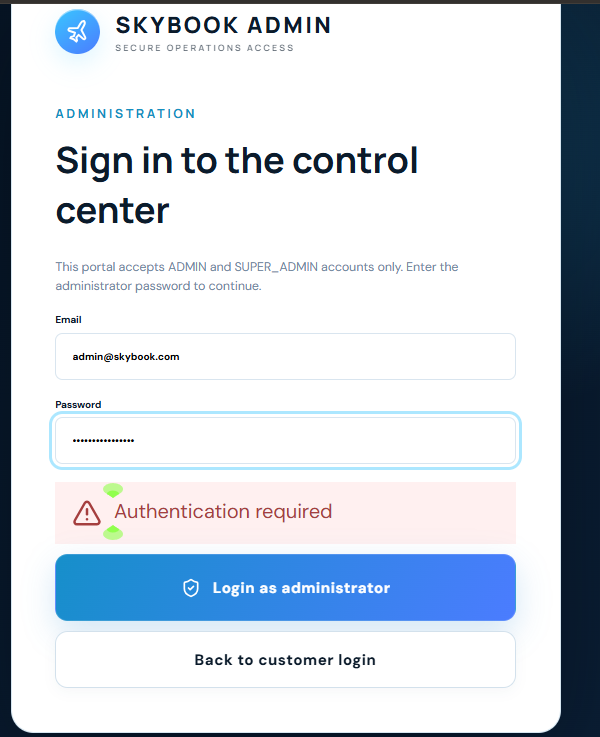 SKYBOOK ADMIN
SECURE OPERATIONS ACCESS
ADMINISTRATION
Sign in to the control
center
This portal accepts ADMIN and SUPER_ADMIN accounts only. Enter the
administrator password to continue.
Email
admin@skybook.com
Password
••••••••••••••••
Authentication required
Login as administrator
Back to customer login